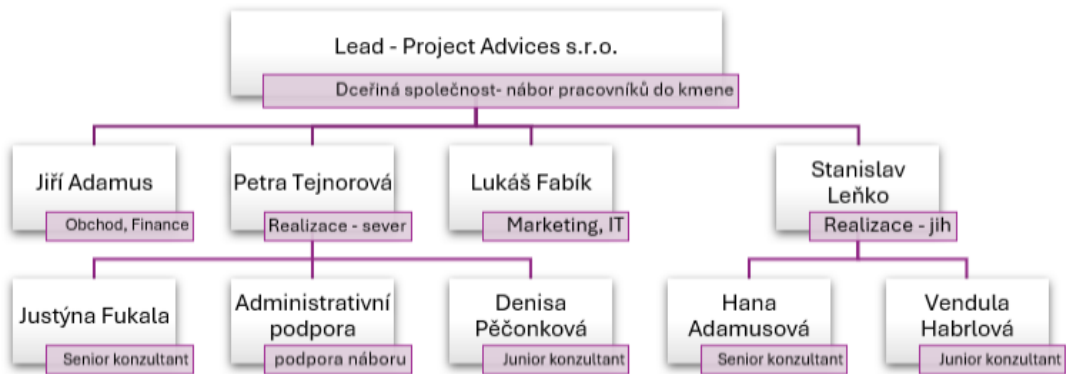 Lead - Project Advices s.r.o.
Dceřiná společnost- nábor pracovníků do kmene
Jiří Adamus
Obchod, Finance
Petra Tejnorová
Realizace - sever
Lukáš Fabík
Marketing, IT
Stanislav
Leňko
Realizace - jih
Justýna Fukala
Senior konzultant
Administrativní
podpora
podpora náboru
Denisa
Pěčonková
Junior konzultant
Hana
Adamusová
Senior konzultant
Vendula
Habrlová
Junior konzultant